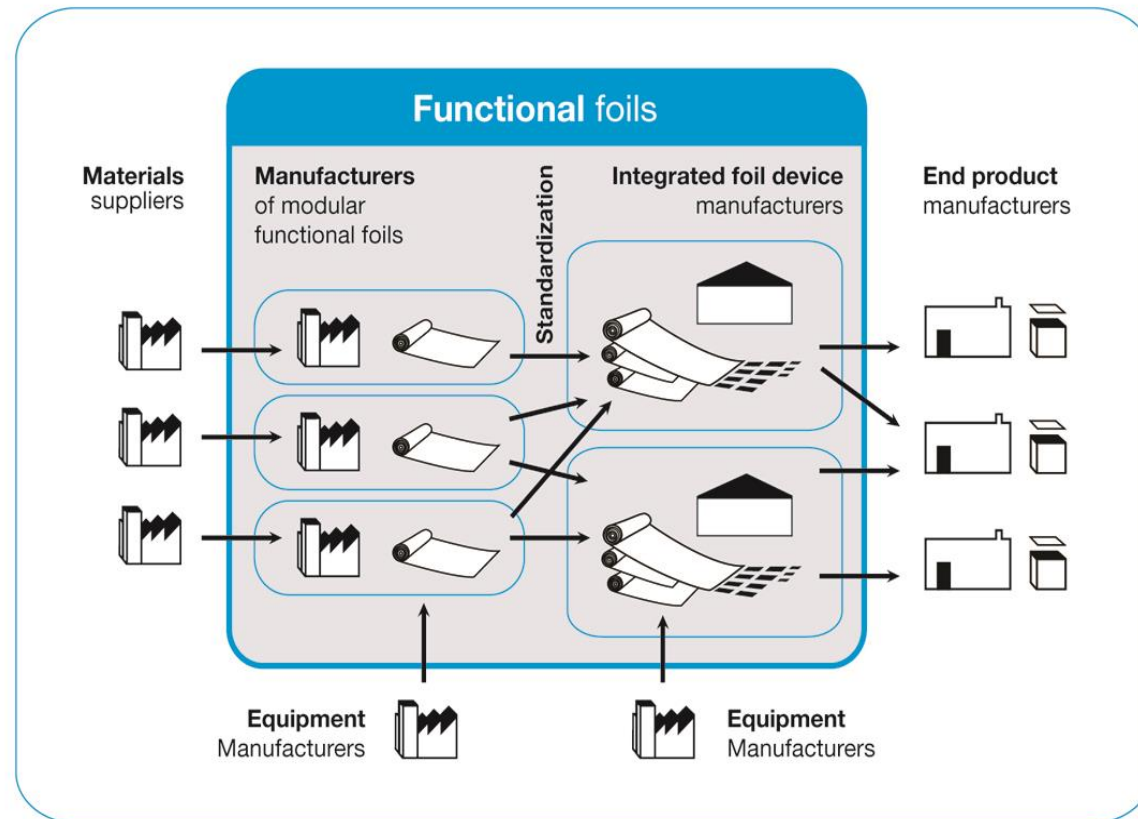 Functional foils
Materials
suppliers
Manufacturers
of modular
functional foils
Standardization
Integrated foil device
manufacturers
End product
manufacturers
Equipment
Manufacturers
Equipment
Manufacturers